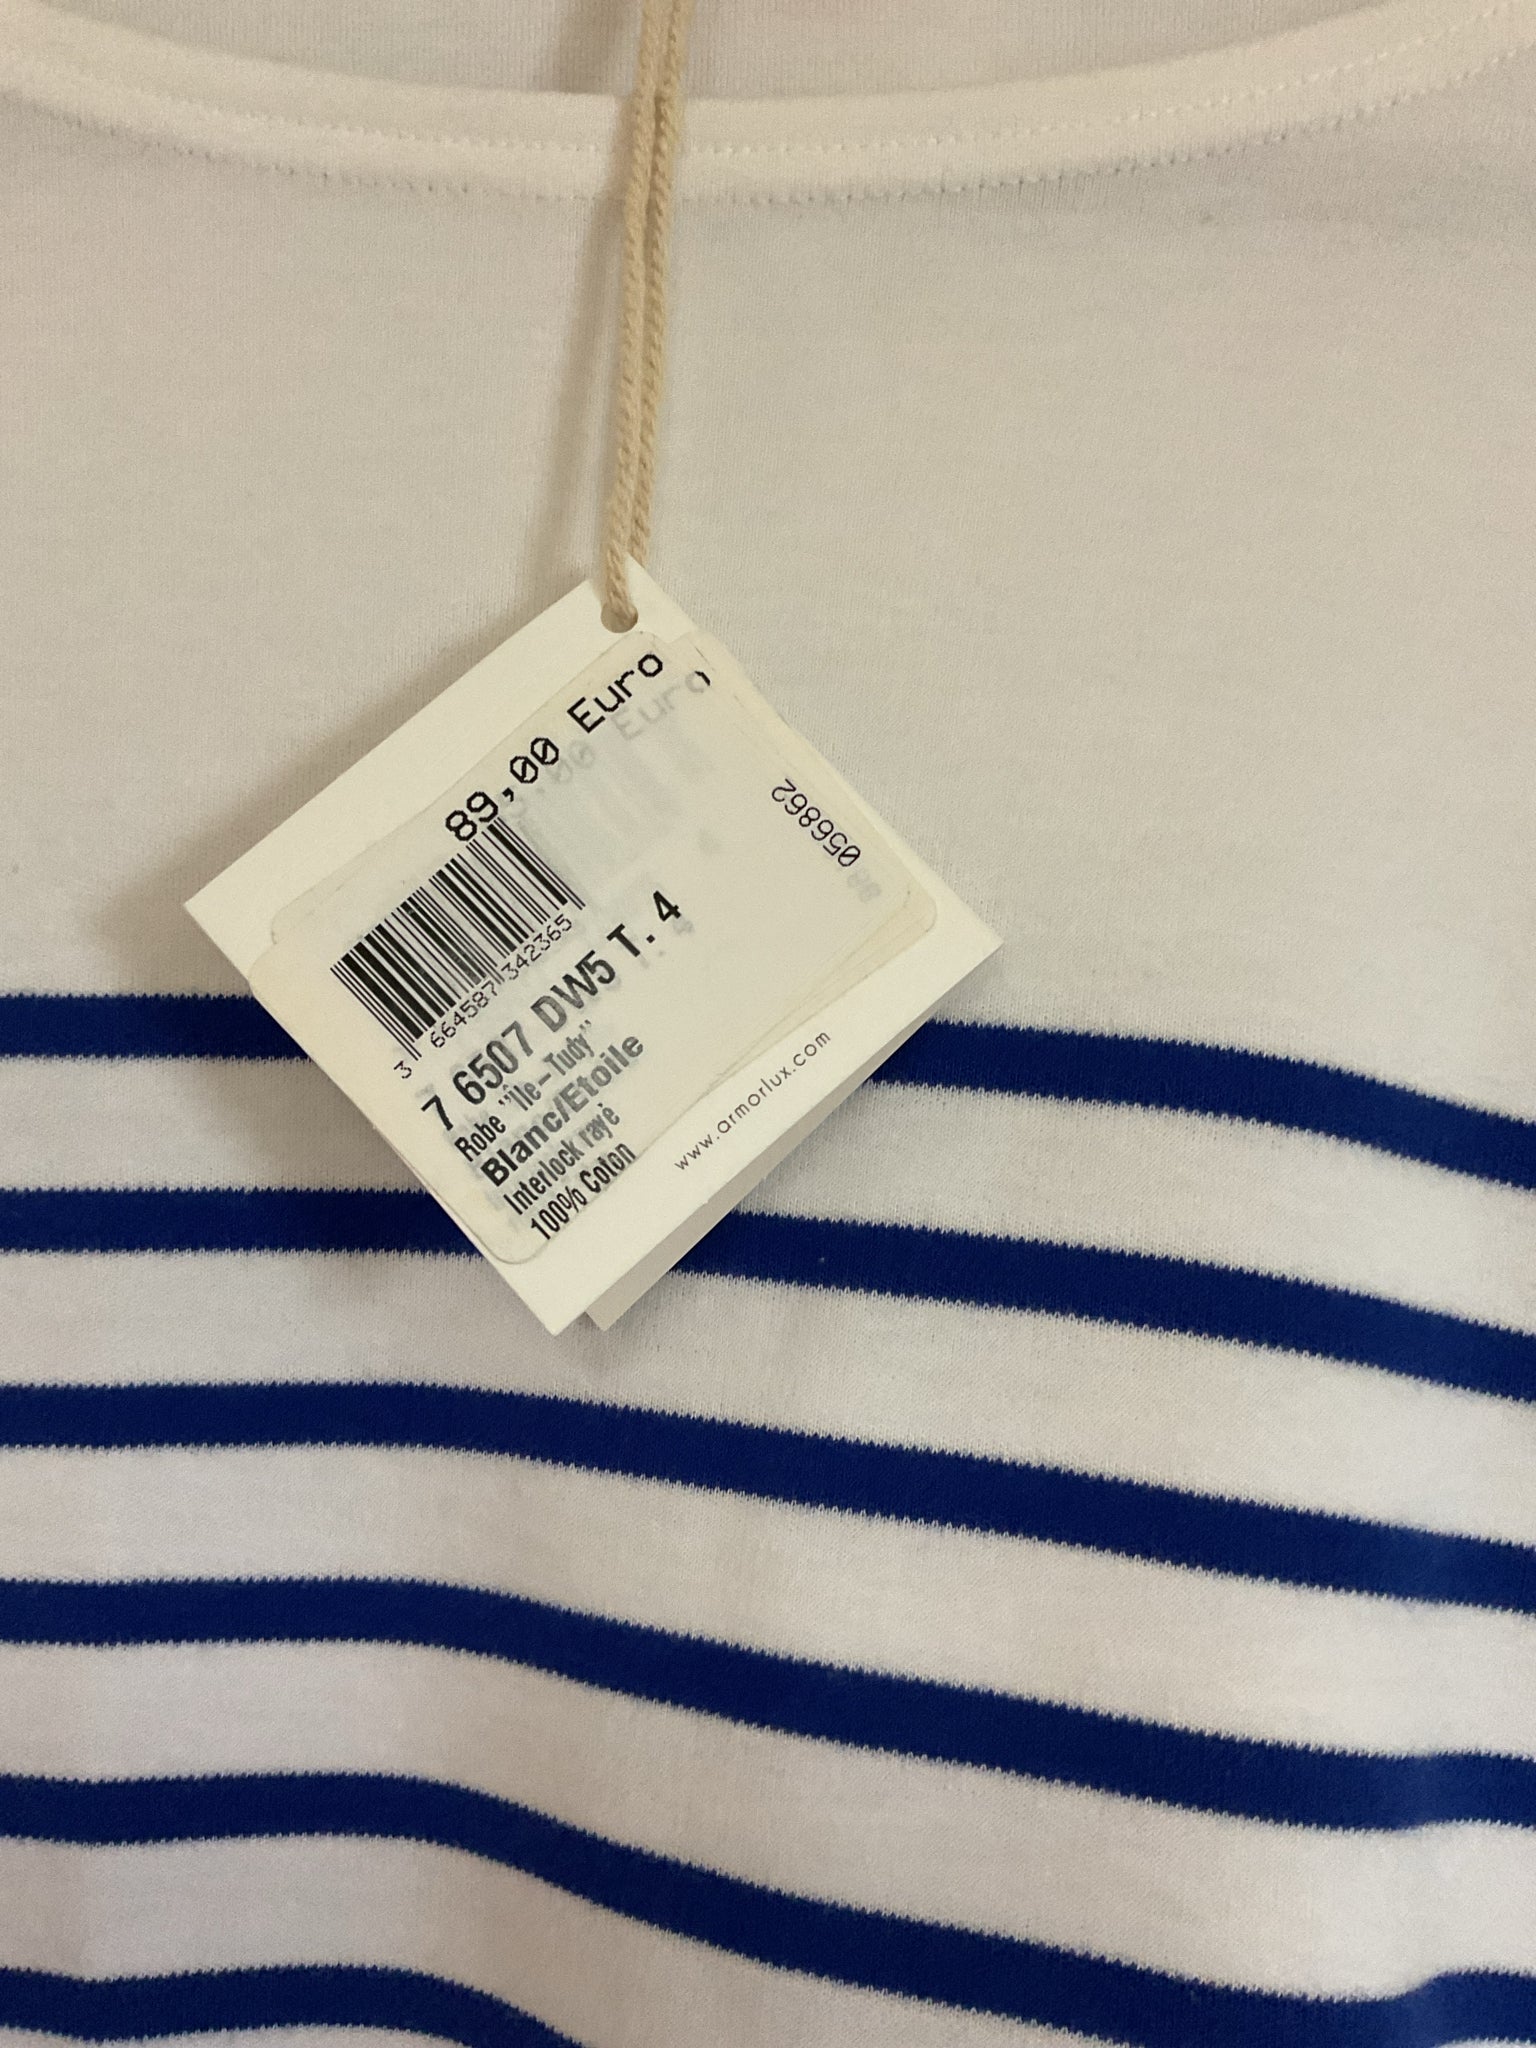 89,00 Euro
3 664587 342365
7 6507 DW5 T. 4
Robe "Île-Tudy"
Blanc/Etoile
Interlock rayé
100% Coton
056862
www.armorlux.com